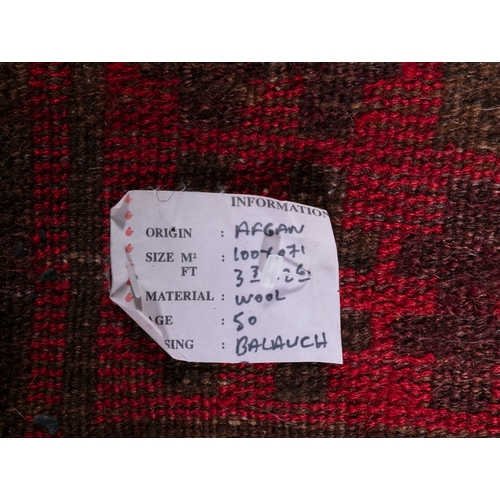 INFORMATION
ORIGIN : AFGAN
SIZE M² : 100x071
FT
MATERIAL : WOOL
AGE : 50
SING : BALAUCH